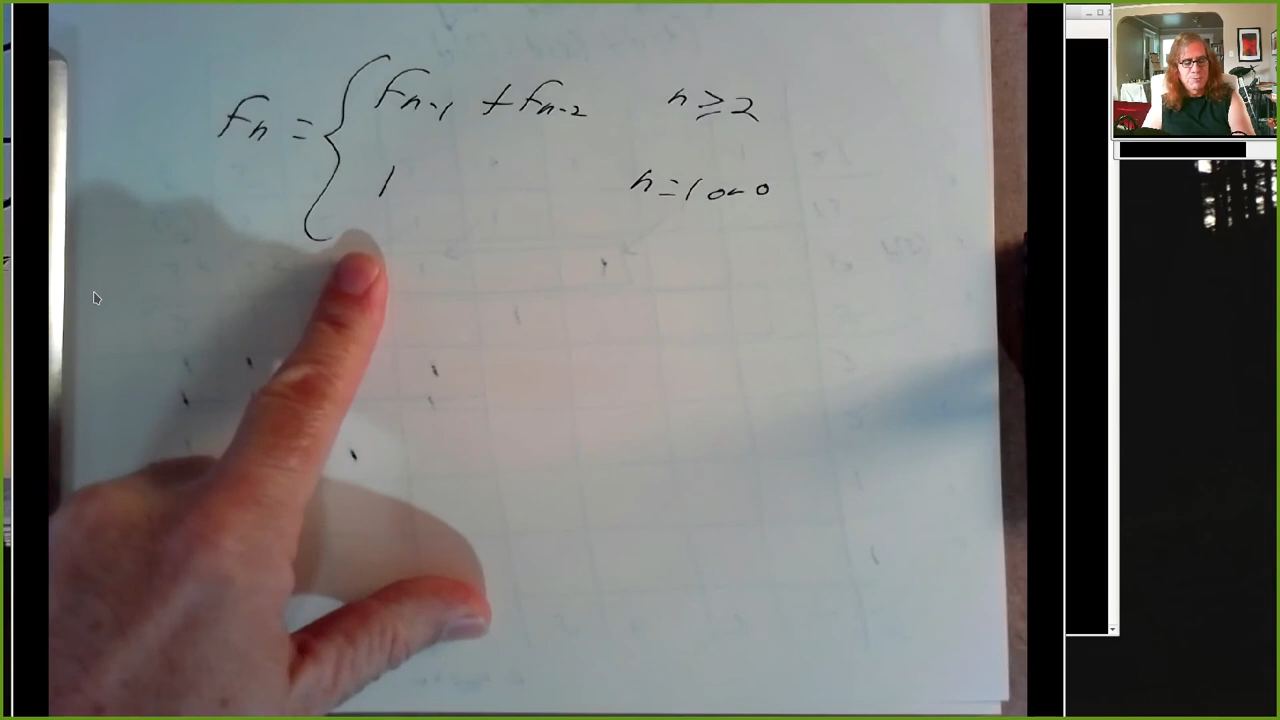 fn = { fn-1 + fn-2 n ≥ 2
1 n = 1 or 0